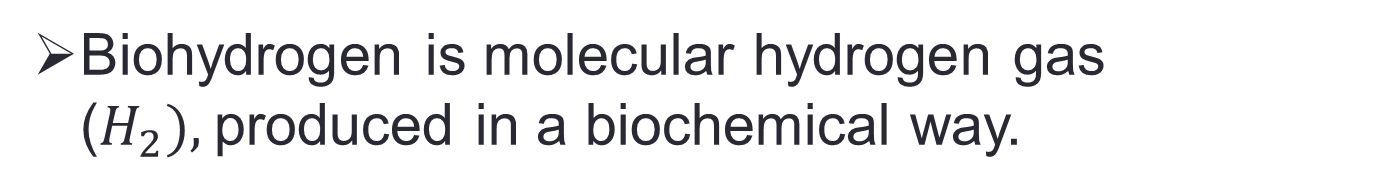 ➢Biohydrogen is molecular hydrogen gas
(H₂), produced in a biochemical way.